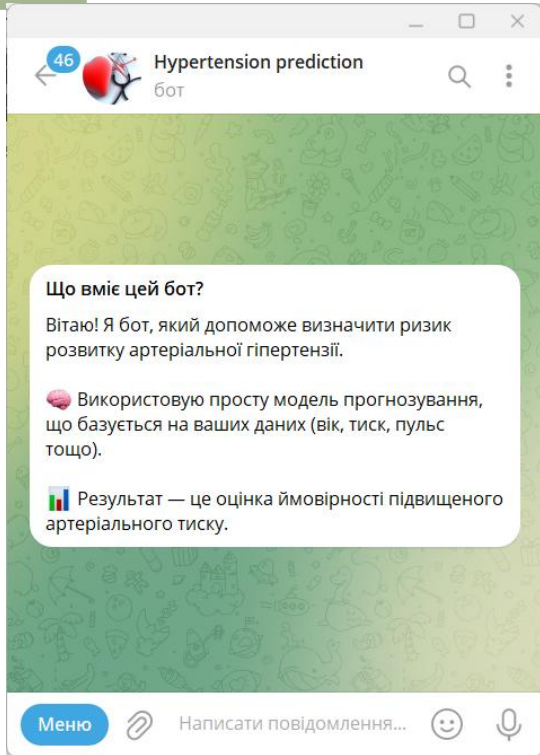 46
Hypertension prediction
бот
Що вміє цей бот?
Вітаю! Я бот, який допоможе визначити ризик
розвитку артеріальної гіпертензії.
🧠 Використовую просту модель прогнозування,
що базується на ваших даних (вік, тиск, пульс
тощо).
📊 Результат — це оцінка ймовірності підвищеного
артеріального тиску.
Меню
Написати повідомлення...